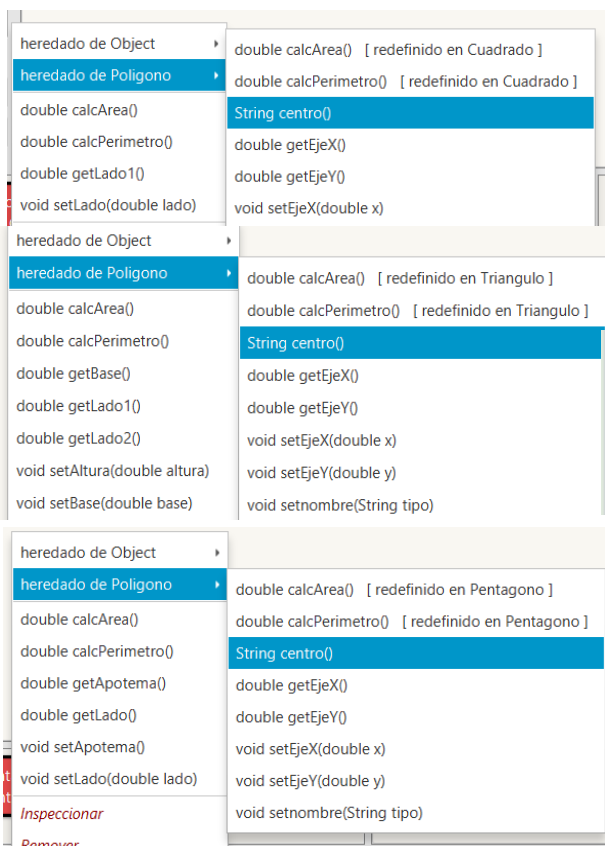 heredado de Object
heredado de Poligono
double calcArea()
double calcPerimetro()
double getLado1()
void setLado(double lado)
double calcArea() [ redefinido en Cuadrado ]
double calcPerimetro() [ redefinido en Cuadrado ]
String centro()
double getEjeX()
double getEjeY()
void setEjeX(double x)
heredado de Object
heredado de Poligono
double calcArea()
double calcPerimetro()
double getBase()
double getLado1()
double getLado2()
void setAltura(double altura)
void setBase(double base)
double calcArea() [ redefinido en Triangulo ]
double calcPerimetro() [ redefinido en Triangulo ]
String centro()
double getEjeX()
double getEjeY()
void setEjeX(double x)
void setEjeY(double y)
void setnombre(String tipo)
heredado de Object
heredado de Poligono
double calcArea()
double calcPerimetro()
double getApotema()
double getLado()
void setApotema()
void setLado(double lado)
Inspeccionar
Remover
double calcArea() [ redefinido en Pentagono ]
double calcPerimetro() [ redefinido en Pentagono ]
String centro()
double getEjeX()
double getEjeY()
void setEjeX(double x)
void setEjeY(double y)
void setnombre(String tipo)